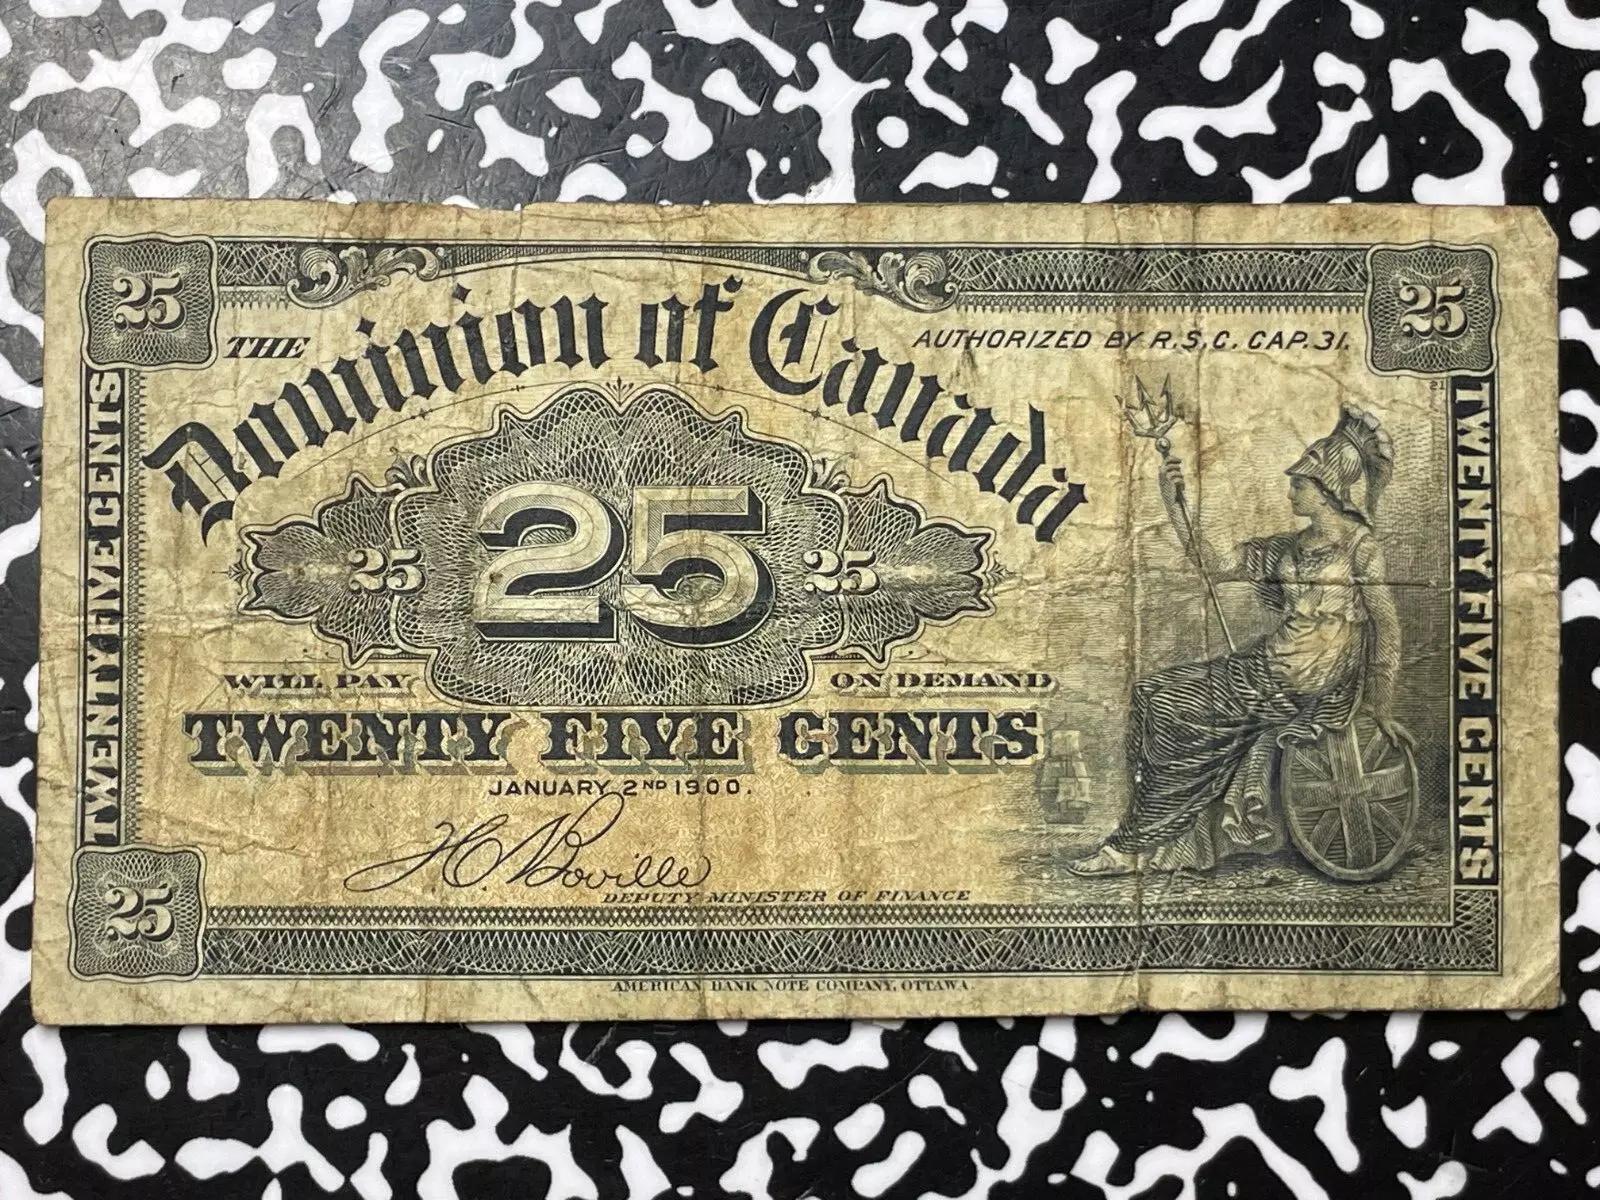 25
25
THE
Dominion of Canada
AUTHORIZED BY R.S.C. CAP. 31.
21
TWENTY FIVE CENTS
25
25
25
TWENTY FIVE CENTS
WILL PAY
ON DEMAND
TWENTY FIVE CENTS
JANUARY 2ND 1900.
H. C. Boville
DEPUTY MINISTER OF FINANCE
25
AMERICAN BANK NOTE COMPANY, OTTAWA.